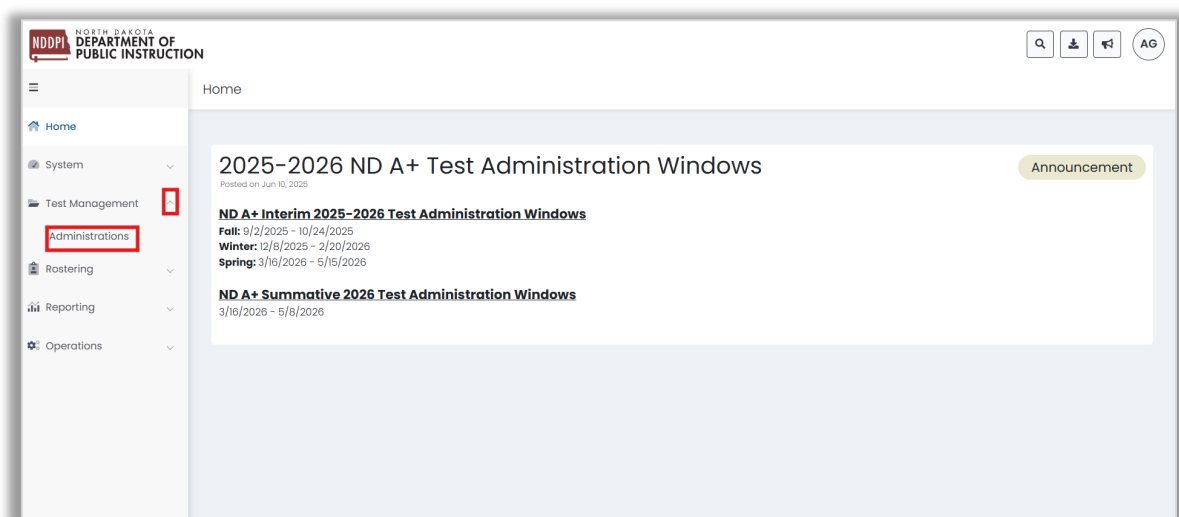 NDDPI
NORTH DAKOTA
DEPARTMENT OF
PUBLIC INSTRUCTION
AG
Home
Home
System
Test Management
Administrations
Rostering
Reporting
Operations
2025-2026 ND A+ Test Administration Windows
Announcement
Posted on Jun 10, 2025
ND A+ Interim 2025-2026 Test Administration Windows
Fall: 9/2/2025 - 10/24/2025
Winter: 12/8/2025 - 2/20/2026
Spring: 3/16/2026 - 5/15/2026
ND A+ Summative 2026 Test Administration Windows
3/16/2026 - 5/8/2026